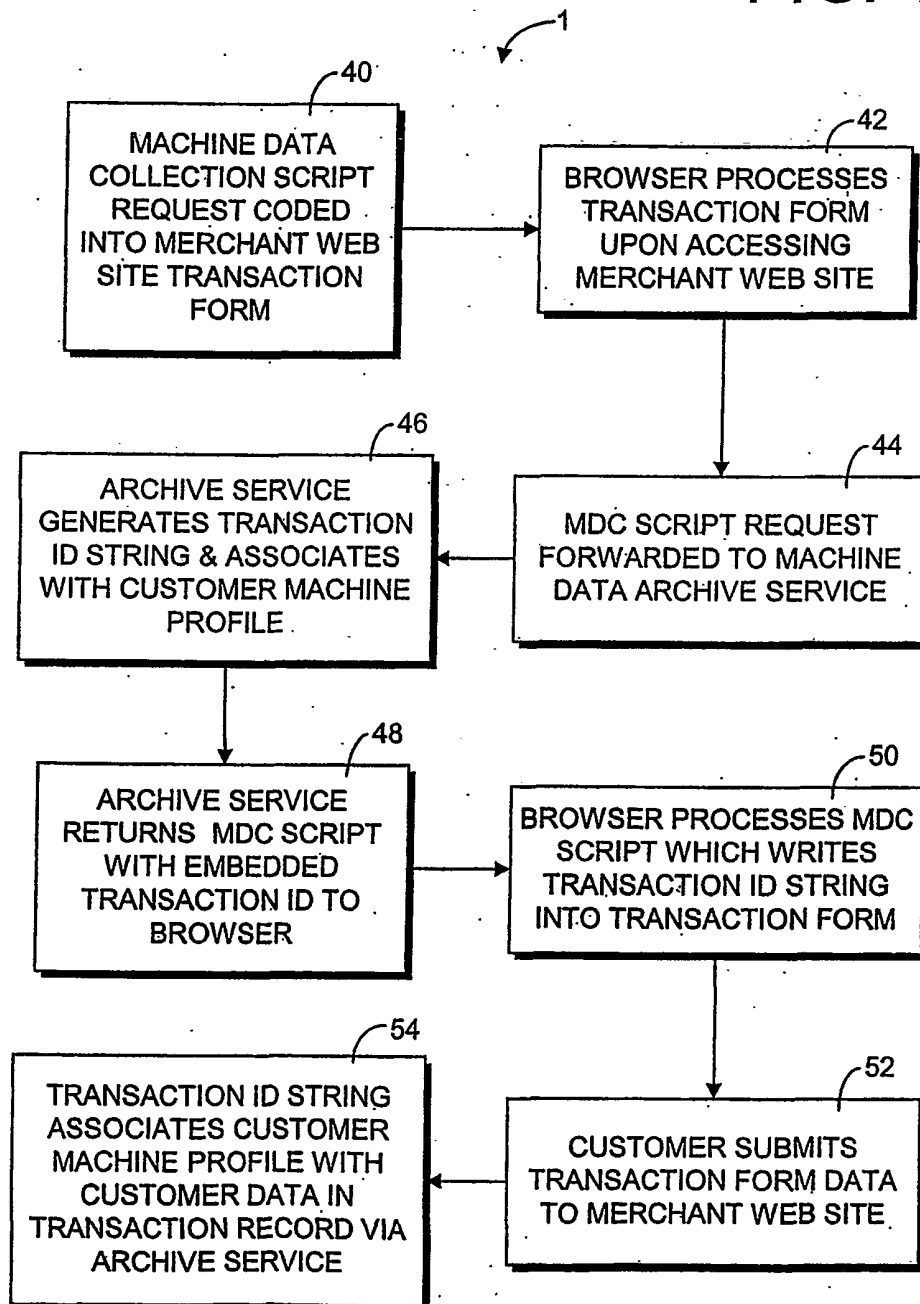 1
40
MACHINE DATA
COLLECTION SCRIPT
REQUEST CODED
INTO MERCHANT WEB
SITE TRANSACTION
FORM
42
BROWSER PROCESSES
TRANSACTION FORM
UPON ACCESSING
MERCHANT WEB SITE
44
MDC SCRIPT REQUEST
FORWARDED TO MACHINE
DATA ARCHIVE SERVICE
46
ARCHIVE SERVICE
GENERATES TRANSACTION
ID STRING & ASSOCIATES
WITH CUSTOMER MACHINE
PROFILE
48
ARCHIVE SERVICE
RETURNS MDC SCRIPT
WITH EMBEDDED
TRANSACTION ID TO
BROWSER
50
BROWSER PROCESSES MDC
SCRIPT WHICH WRITES
TRANSACTION ID STRING
INTO TRANSACTION FORM
52
CUSTOMER SUBMITS
TRANSACTION FORM DATA
TO MERCHANT WEB SITE
54
TRANSACTION ID STRING
ASSOCIATES CUSTOMER
MACHINE PROFILE WITH
CUSTOMER DATA IN
TRANSACTION RECORD VIA
ARCHIVE SERVICE